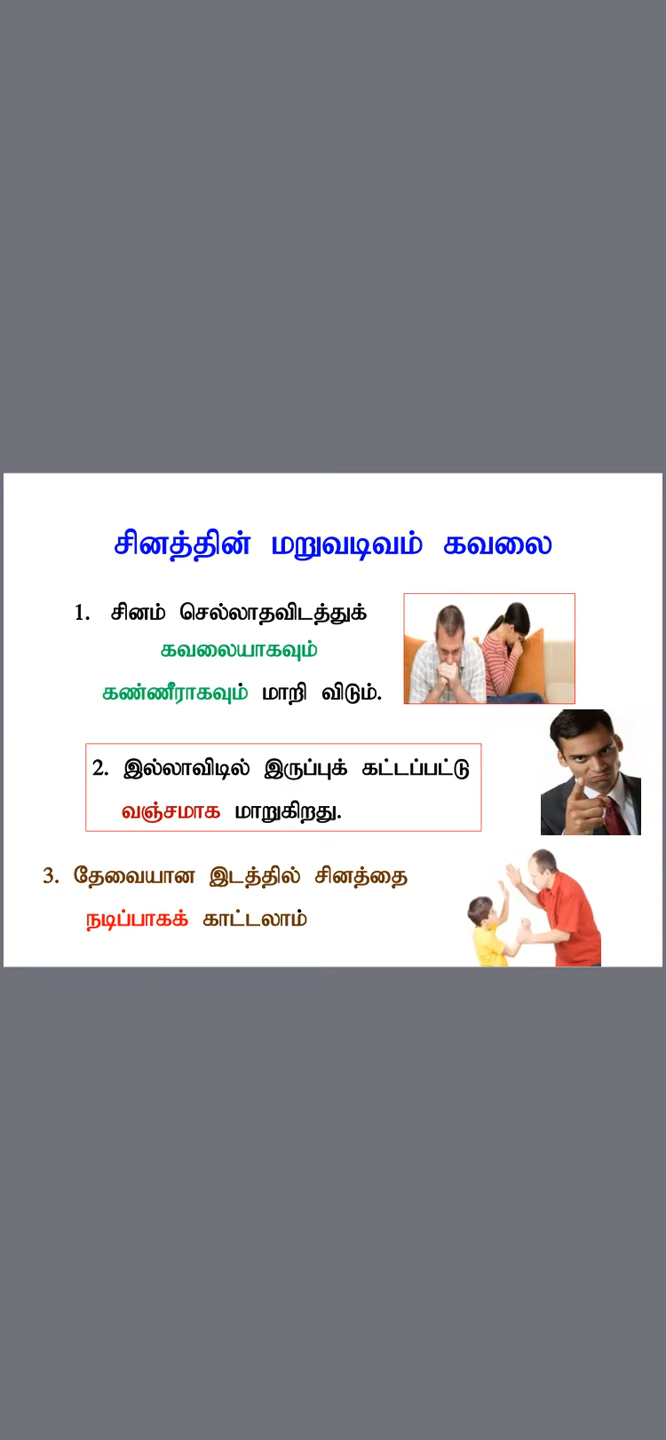 சினத்தின் மறுவடிவம் கவலை
1. சினம் செல்லாதவிடத்துக்
கவலையாகவும்
கண்ணீராகவும் மாறி விடும்.
2. இல்லாவிடில் இருப்புக் கட்டப்பட்டு
வஞ்சமாக மாறுகிறது.
3. தேவையான இடத்தில் சினத்தை
நடிப்பாகக் காட்டலாம்